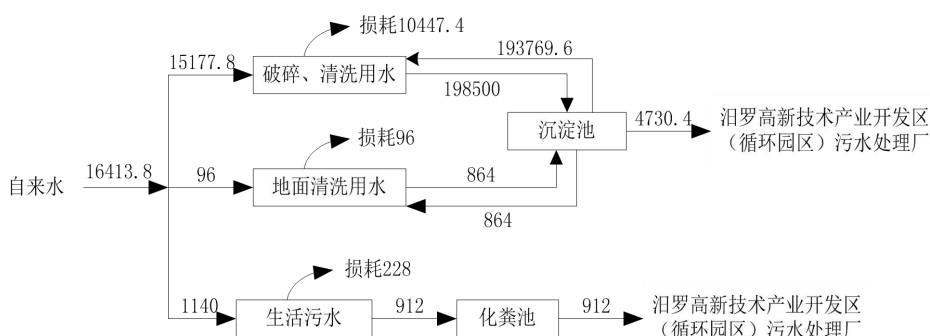 损耗10447.4
193769.6
15177.8
破碎、清洗用水
198500
沉淀池
4730.4
汨罗高新技术产业开发区
（循环园区）污水处理厂
损耗96
16413.8
96
自来水
地面清洗用水
864
864
损耗228
1140
生活污水
912
化粪池
912
汨罗高新技术产业开发区
（循环园区）污水处理厂